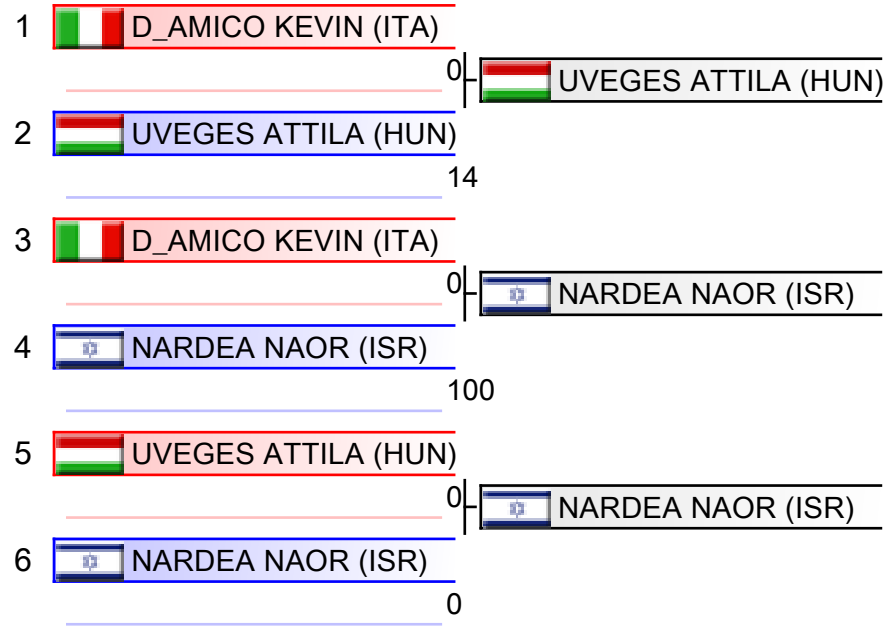 1 D_AMICO KEVIN (ITA)
0 UVEGES ATTILA (HUN)
2 UVEGES ATTILA (HUN)
14
3 D_AMICO KEVIN (ITA)
0 NARDEA NAOR (ISR)
4 NARDEA NAOR (ISR)
100
5 UVEGES ATTILA (HUN)
0 NARDEA NAOR (ISR)
6 NARDEA NAOR (ISR)
0